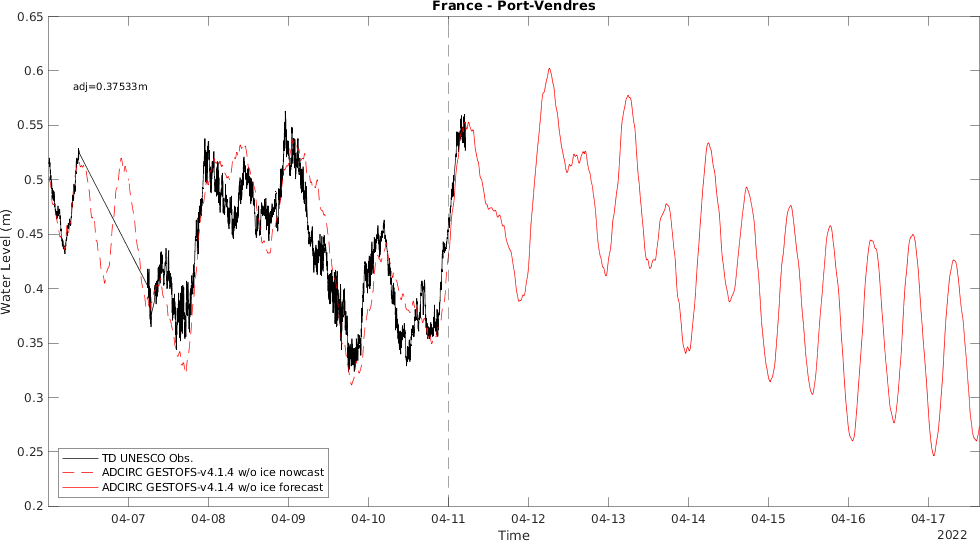 France - Port-Vendres
0.65
0.6
adj=0.37533m
0.55
0.5
0.45
0.4
0.35
0.3
0.25
0.2
Water Level (m)
TD UNESCO Obs.
ADCIRC GESTOFS-v4.1.4 w/o ice nowcast
ADCIRC GESTOFS-v4.1.4 w/o ice forecast
04-07 04-08 04-09 04-10 04-11 04-12 04-13 04-14 04-15 04-16 04-17
Time
2022